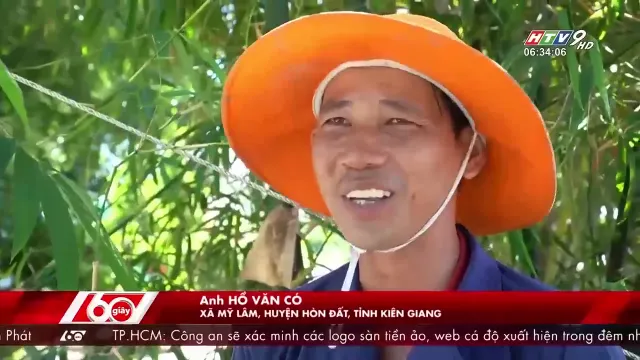 HTV9 HD
06:34:06
60 giây
Anh HỒ VĂN CÓ
XÃ MỸ LÂM, HUYỆN HÒN ĐẤT, TỈNH KIÊN GIANG
Phát 60 giây TP.HCM: Công an sẽ xác minh các logo sàn tiền ảo, web cá độ xuất hiện trong đêm nh